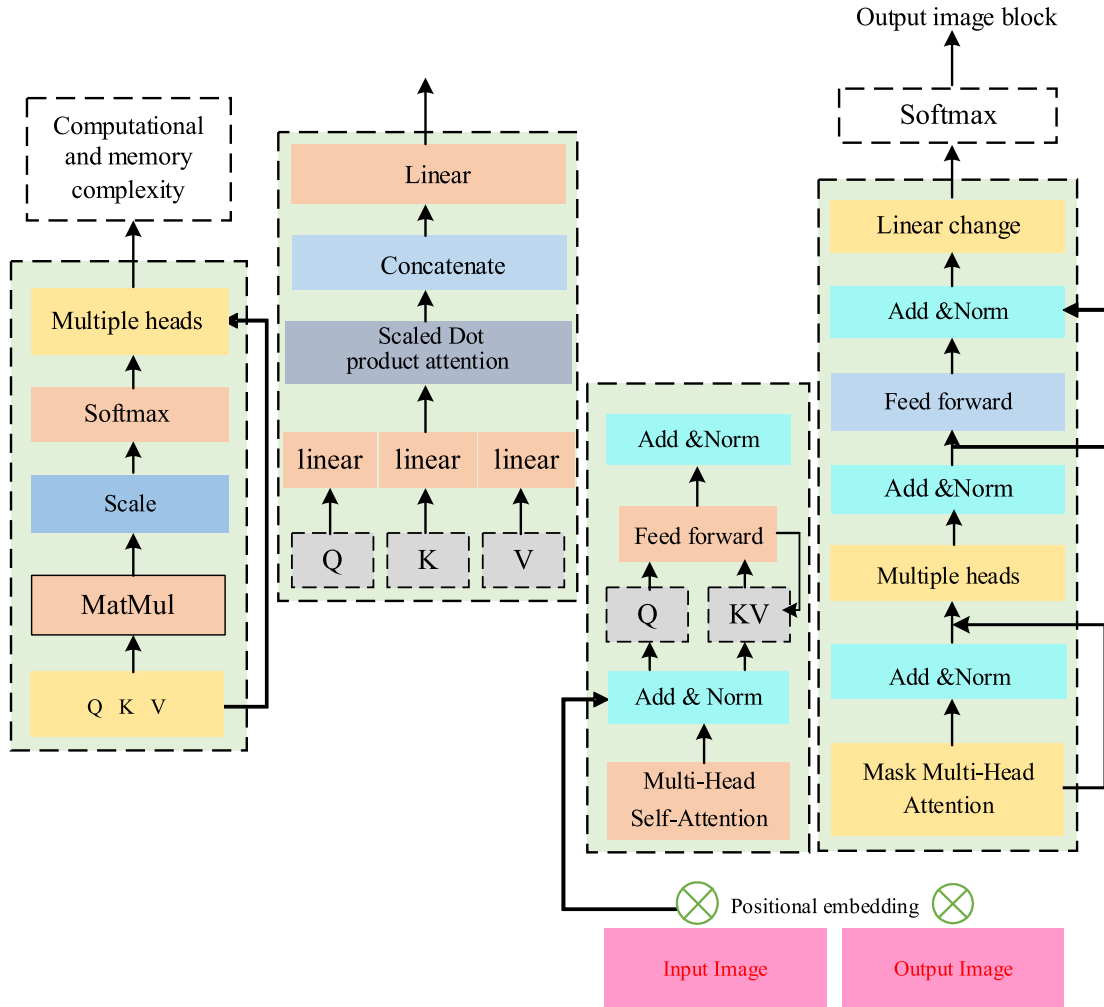 Computational
and memory
complexity
Multiple heads
Softmax
Scale
MatMul
Q K V
Linear
Concatenate
Scaled Dot
product attention
linear
linear
linear
Q
K
V
Add &Norm
Feed forward
Q
KV
Add & Norm
Multi-Head
Self-Attention
Output image block
Softmax
Linear change
Add &Norm
Feed forward
Add &Norm
Multiple heads
Add &Norm
Mask Multi-Head
Attention
Positional embedding
Input Image
Output Image